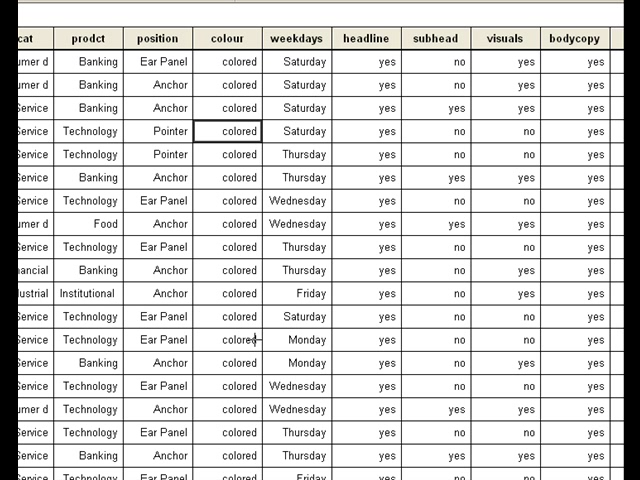 cat prodct position colour weekdays headline subhead visuals bodycopy
umer d Banking Ear Panel colored Saturday yes no yes yes
umer d Banking Anchor colored Saturday yes no yes yes
Service Banking Anchor colored Saturday yes yes yes yes
Service Technology Pointer colored Saturday yes no no yes
Service Technology Pointer colored Thursday yes no no yes
Service Banking Anchor colored Thursday yes yes yes yes
Service Technology Ear Panel colored Wednesday yes no no yes
umer d Food Anchor colored Wednesday yes yes yes yes
Service Technology Ear Panel colored Thursday yes no no yes
nancial Banking Anchor colored Thursday yes no yes yes
dustrial Institutional Anchor colored Friday yes no yes yes
Service Technology Ear Panel colored Saturday yes no no yes
Service Technology Ear Panel colored Monday yes no no yes
Service Banking Anchor colored Monday yes no yes yes
Service Technology Ear Panel colored Wednesday yes no no yes
umer d Technology Anchor colored Wednesday yes yes yes yes
Service Technology Ear Panel colored Thursday yes no no yes
Service Banking Anchor colored Thursday yes yes yes yes
Service Technology Ear Panel colored Friday yes no no yes